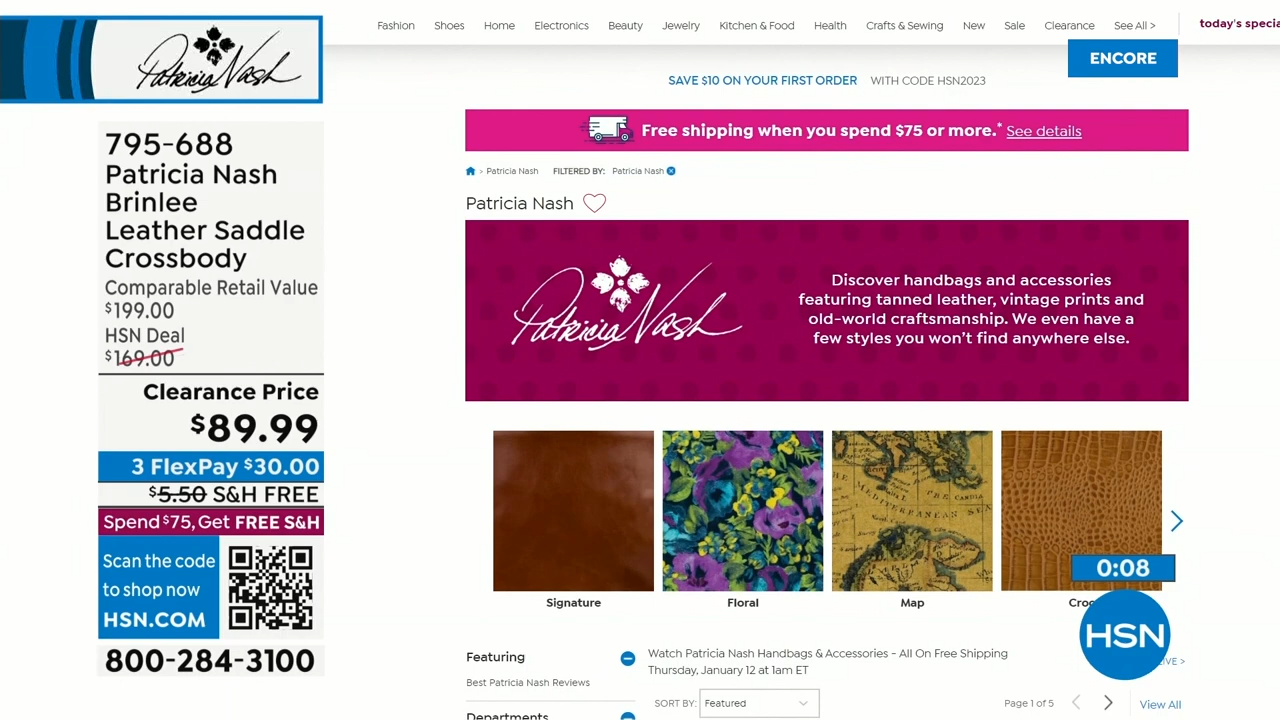 Patricia Nash
795-688
Patricia Nash
Brinlee
Leather Saddle
Crossbody
Comparable Retail Value
$199.00
HSN Deal
$169.00
Clearance Price
$89.99
3 FlexPay $30.00
$5.50 S&H FREE
Spend $75, Get FREE S&H
Scan the code
to shop now
HSN.COM
800-284-3100
Fashion Shoes Home Electronics Beauty Jewelry Kitchen & Food Health Crafts & Sewing New Sale Clearance See All >
today's
ENCORE
SAVE $10 ON YOUR FIRST ORDER WITH CODE HSN2023
Free shipping when you spend $75 or more.* See details
> Patricia Nash FILTERED BY: Patricia Nash
Patricia Nash
Patricia Nash
Discover handbags and accessories
featuring tanned leather, vintage prints and
old-world craftsmanship. We even have a
few styles you won't find anywhere else.
Signature Floral Map
0:08
HSN
Featuring
Best Patricia Nash Reviews
Departments
Watch Patricia Nash Handbags & Accessories - All On Free Shipping
Thursday, January 12 at 1am ET
SORT BY: Featured
Page 1 of 5
View All